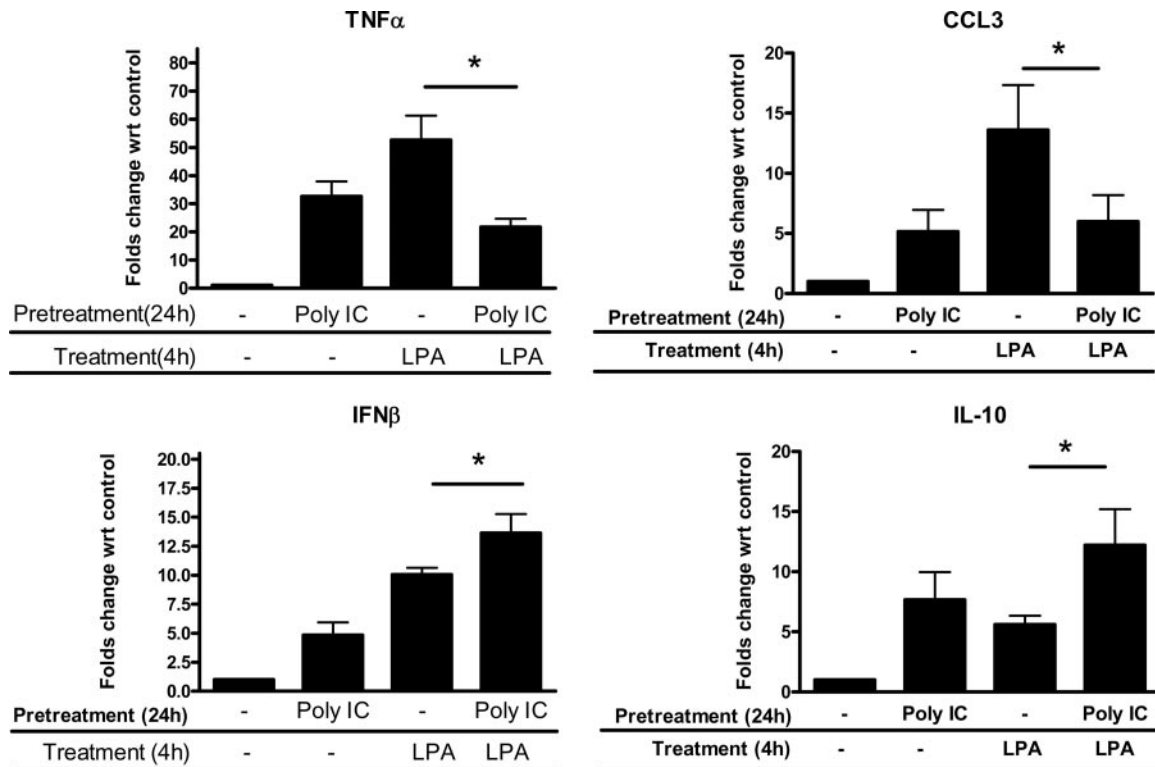 TNFα
Folds change wrt control
80
70
60
50
40
30
20
10
0
*
Pretreatment(24h) - Poly IC - Poly IC
Treatment(4h) - - LPA LPA
CCL3
Folds change wrt control
20
15
10
5
0
*
Pretreatment (24h) - Poly IC - Poly IC
Treatment (4h) - - LPA LPA
IFNβ
Folds change wrt control
20.0
17.5
15.0
12.5
10.0
7.5
5.0
2.5
0.0
*
Pretreatment (24h) - Poly IC - Poly IC
Treatment (4h) - - LPA LPA
IL-10
Folds change wrt control
20
15
10
5
0
*
Pretreatment (24h) - Poly IC - Poly IC
Treatment (4h) - - LPA LPA